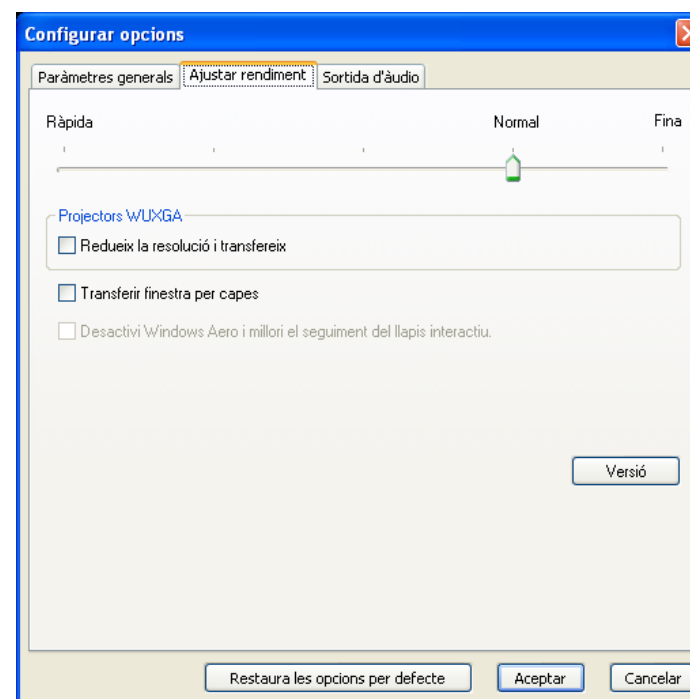 Configurar opcions
Paràmetres generals Ajustar rendiment Sortida d'àudio
Ràpida Normal Fina
Projectors WUXGA
Redueix la resolució i transfereix
Transferir finestra per capes
Desactivi Windows Aero i millori el seguiment del llapis interactiu.
Versió
Restaura les opcions per defecte Aceptar Cancelar